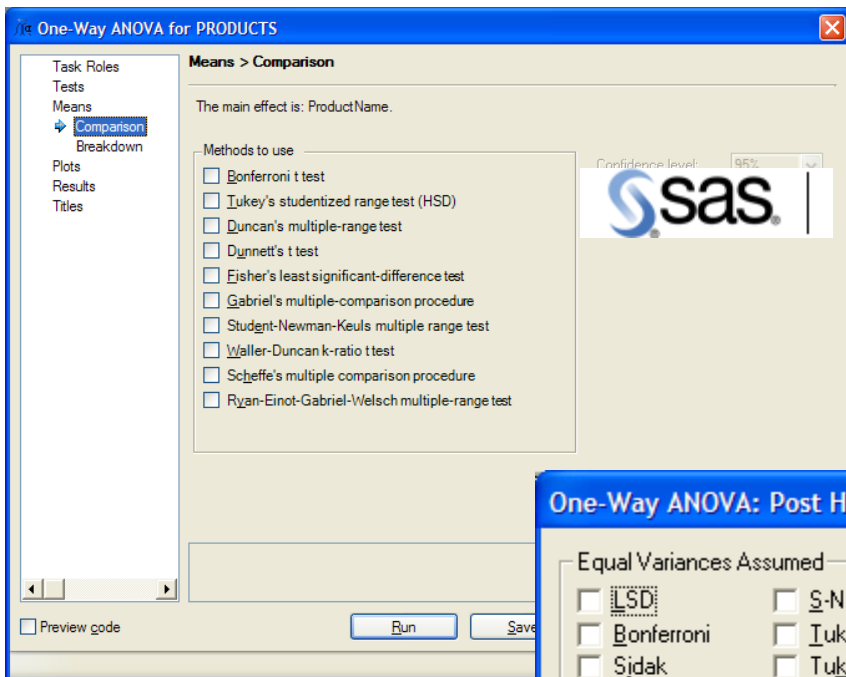 One-Way ANOVA for PRODUCTS
Task Roles
Tests
Means
Comparison
Breakdown
Plots
Results
Titles
Means > Comparison
The main effect is: ProductName.
Methods to use
Bonferroni t test
Tukey's studentized range test (HSD)
Duncan's multiple-range test
Dunnett's t test
Fisher's least significant-difference test
Gabriel's multiple-comparison procedure
Student-Newman-Keuls multiple range test
Waller-Duncan k-ratio t test
Scheffe's multiple comparison procedure
Ryan-Einot-Gabriel-Welsch multiple-range test
Confidence level: 95%
sas®
Preview code
Run
Save
One-Way ANOVA: Post H
Equal Variances Assumed
LSD
S-N
Bonferroni
Tuk
Sidak
Tuk